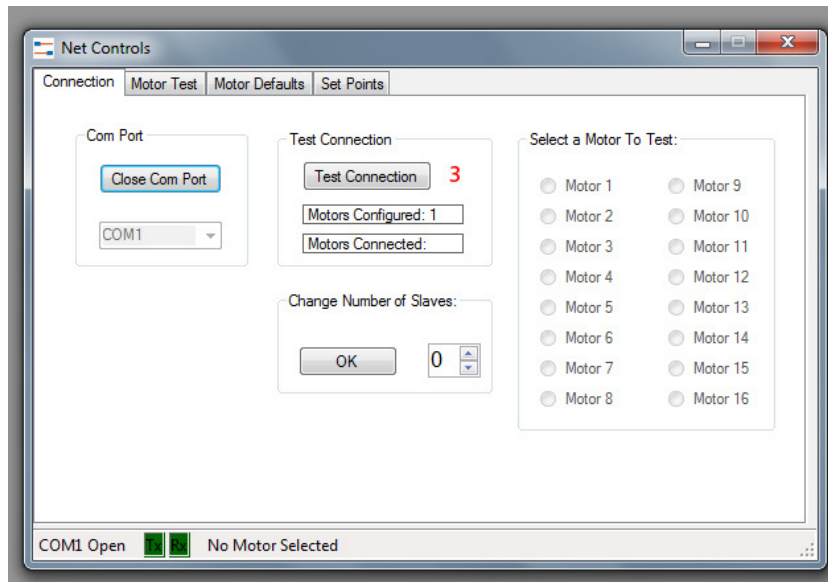 Net Controls
Connection Motor Test Motor Defaults Set Points
Com Port
Close Com Port
COM1
Test Connection
Test Connection 3
Motors Configured: 1
Motors Connected:
Change Number of Slaves:
OK 0
Select a Motor To Test:
Motor 1 Motor 9
Motor 2 Motor 10
Motor 3 Motor 11
Motor 4 Motor 12
Motor 5 Motor 13
Motor 6 Motor 14
Motor 7 Motor 15
Motor 8 Motor 16
COM1 Open Tx Rx No Motor Selected